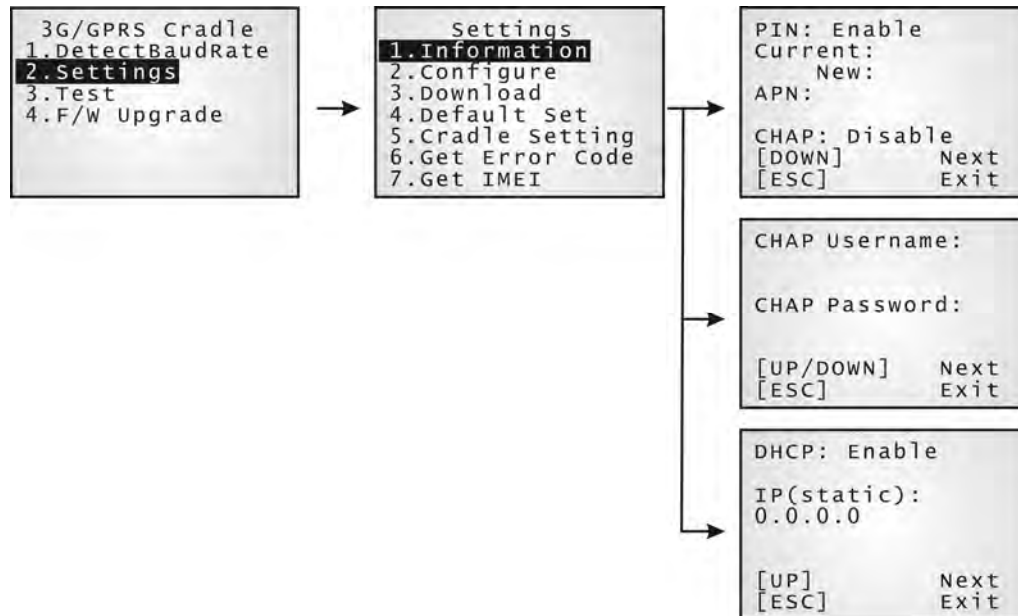 3G/GPRS Cradle
1.DetectBaudRate
2.Settings
3.Test
4.F/W Upgrade
Settings
1.Information
2.Configure
3.Download
4.Default Set
5.Cradle Setting
6.Get Error Code
7.Get IMEI
PIN: Enable
Current:
New:
APN:
CHAP: Disable
[DOWN] Next
[ESC] Exit
CHAP Username:
CHAP Password:
[UP/DOWN] Next
[ESC] Exit
DHCP: Enable
IP(static):
0.0.0.0
[UP] Next
[ESC] Exit